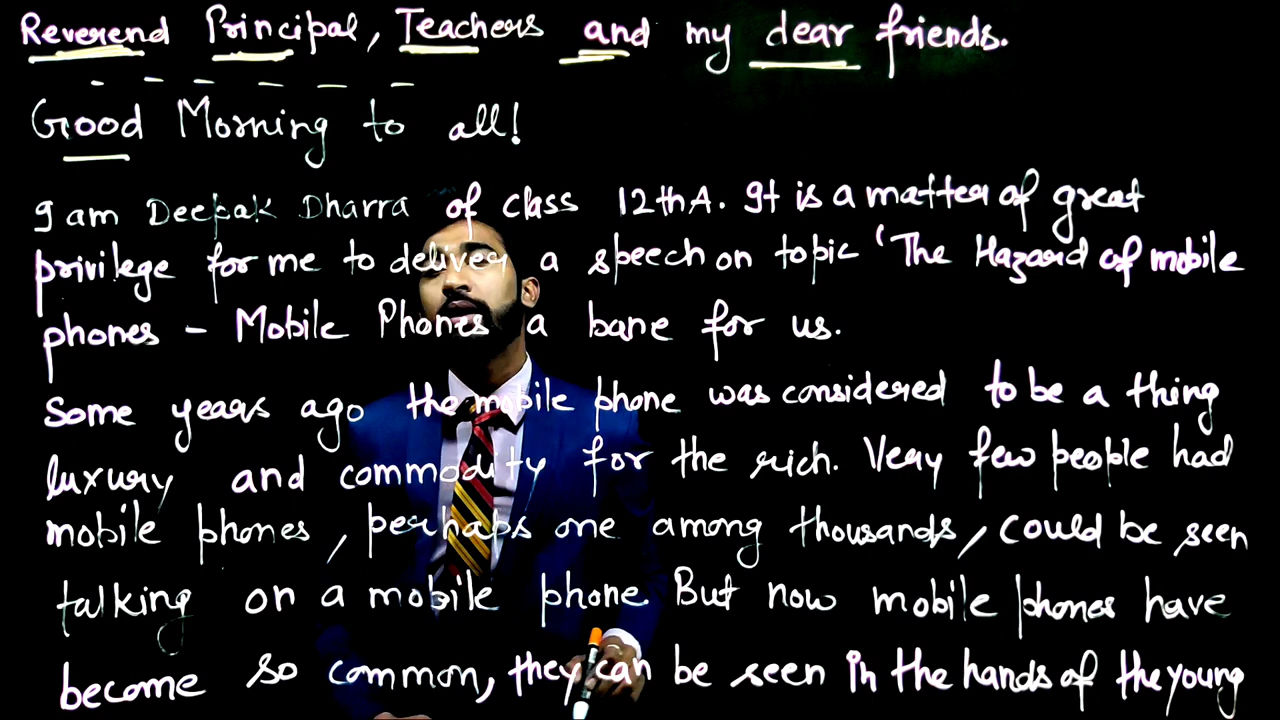 Reverend Principal, Teachers and my dear friends.
Good Morning to all!
I am Deepak Dharra of class 12th A. It is a matter of great
privilege for me to deliver a speech on topic ‘The Hazard of mobile
phones – Mobile Phones a bane for us.
Some years ago the mobile phone was considered to be a thing
luxury and commodity for the rich. Very few people had
mobile phones, perhaps one among thousands, could be seen
talking on a mobile phone. But now mobile phones have
become so common, they can be seen in the hands of the young